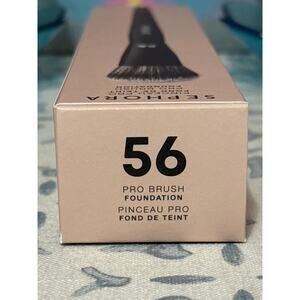 SEPHORA
56
PRO BRUSH
FOUNDATION
PINCEAU PRO
FOND DE TEINT